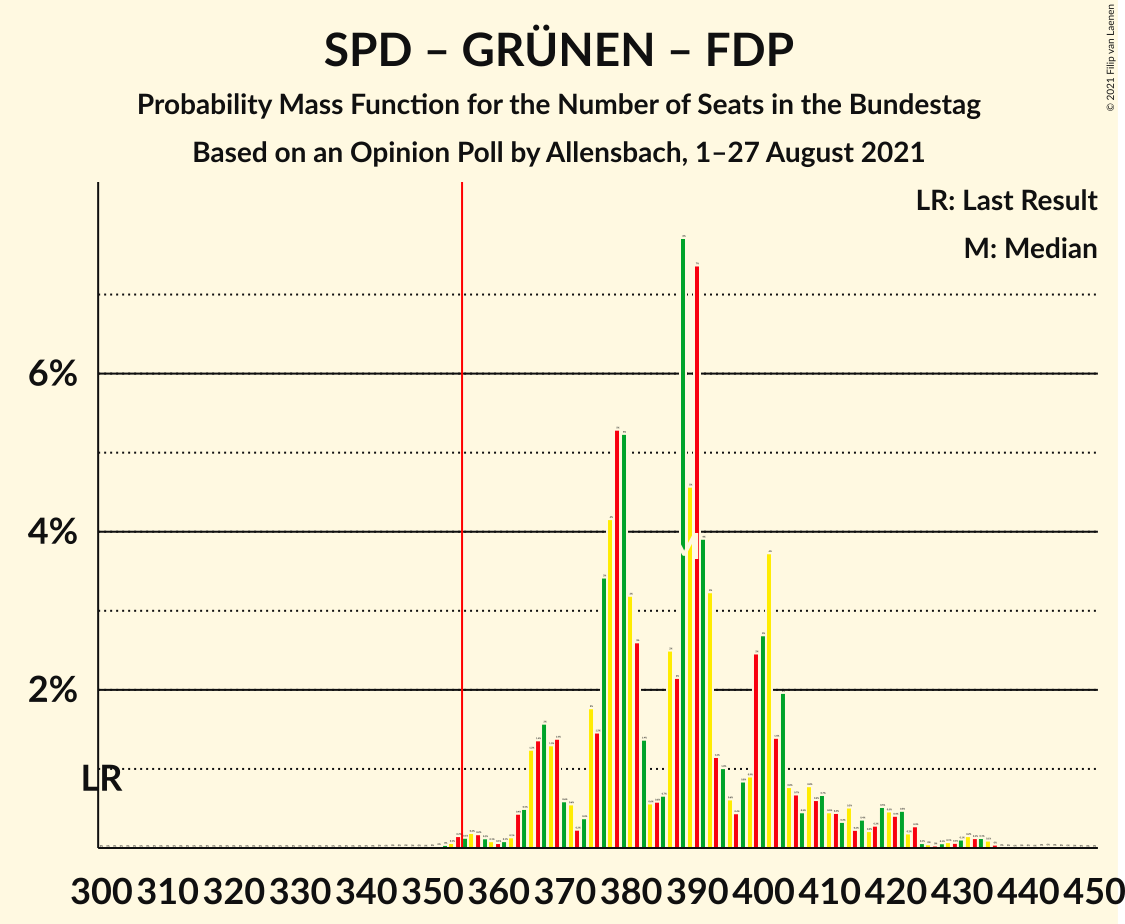 SPD – GRÜNEN – FDP
Probability Mass Function for the Number of Seats in the Bundestag
Based on an Opinion Poll by Allensbach, 1–27 August 2021
© 2021 Filip van Laenen
LR: Last Result
M: Median
6%
4%
2%
M
LR
300 310 320 330 340 350 360 370 380 390 400 410 420 430 440 450